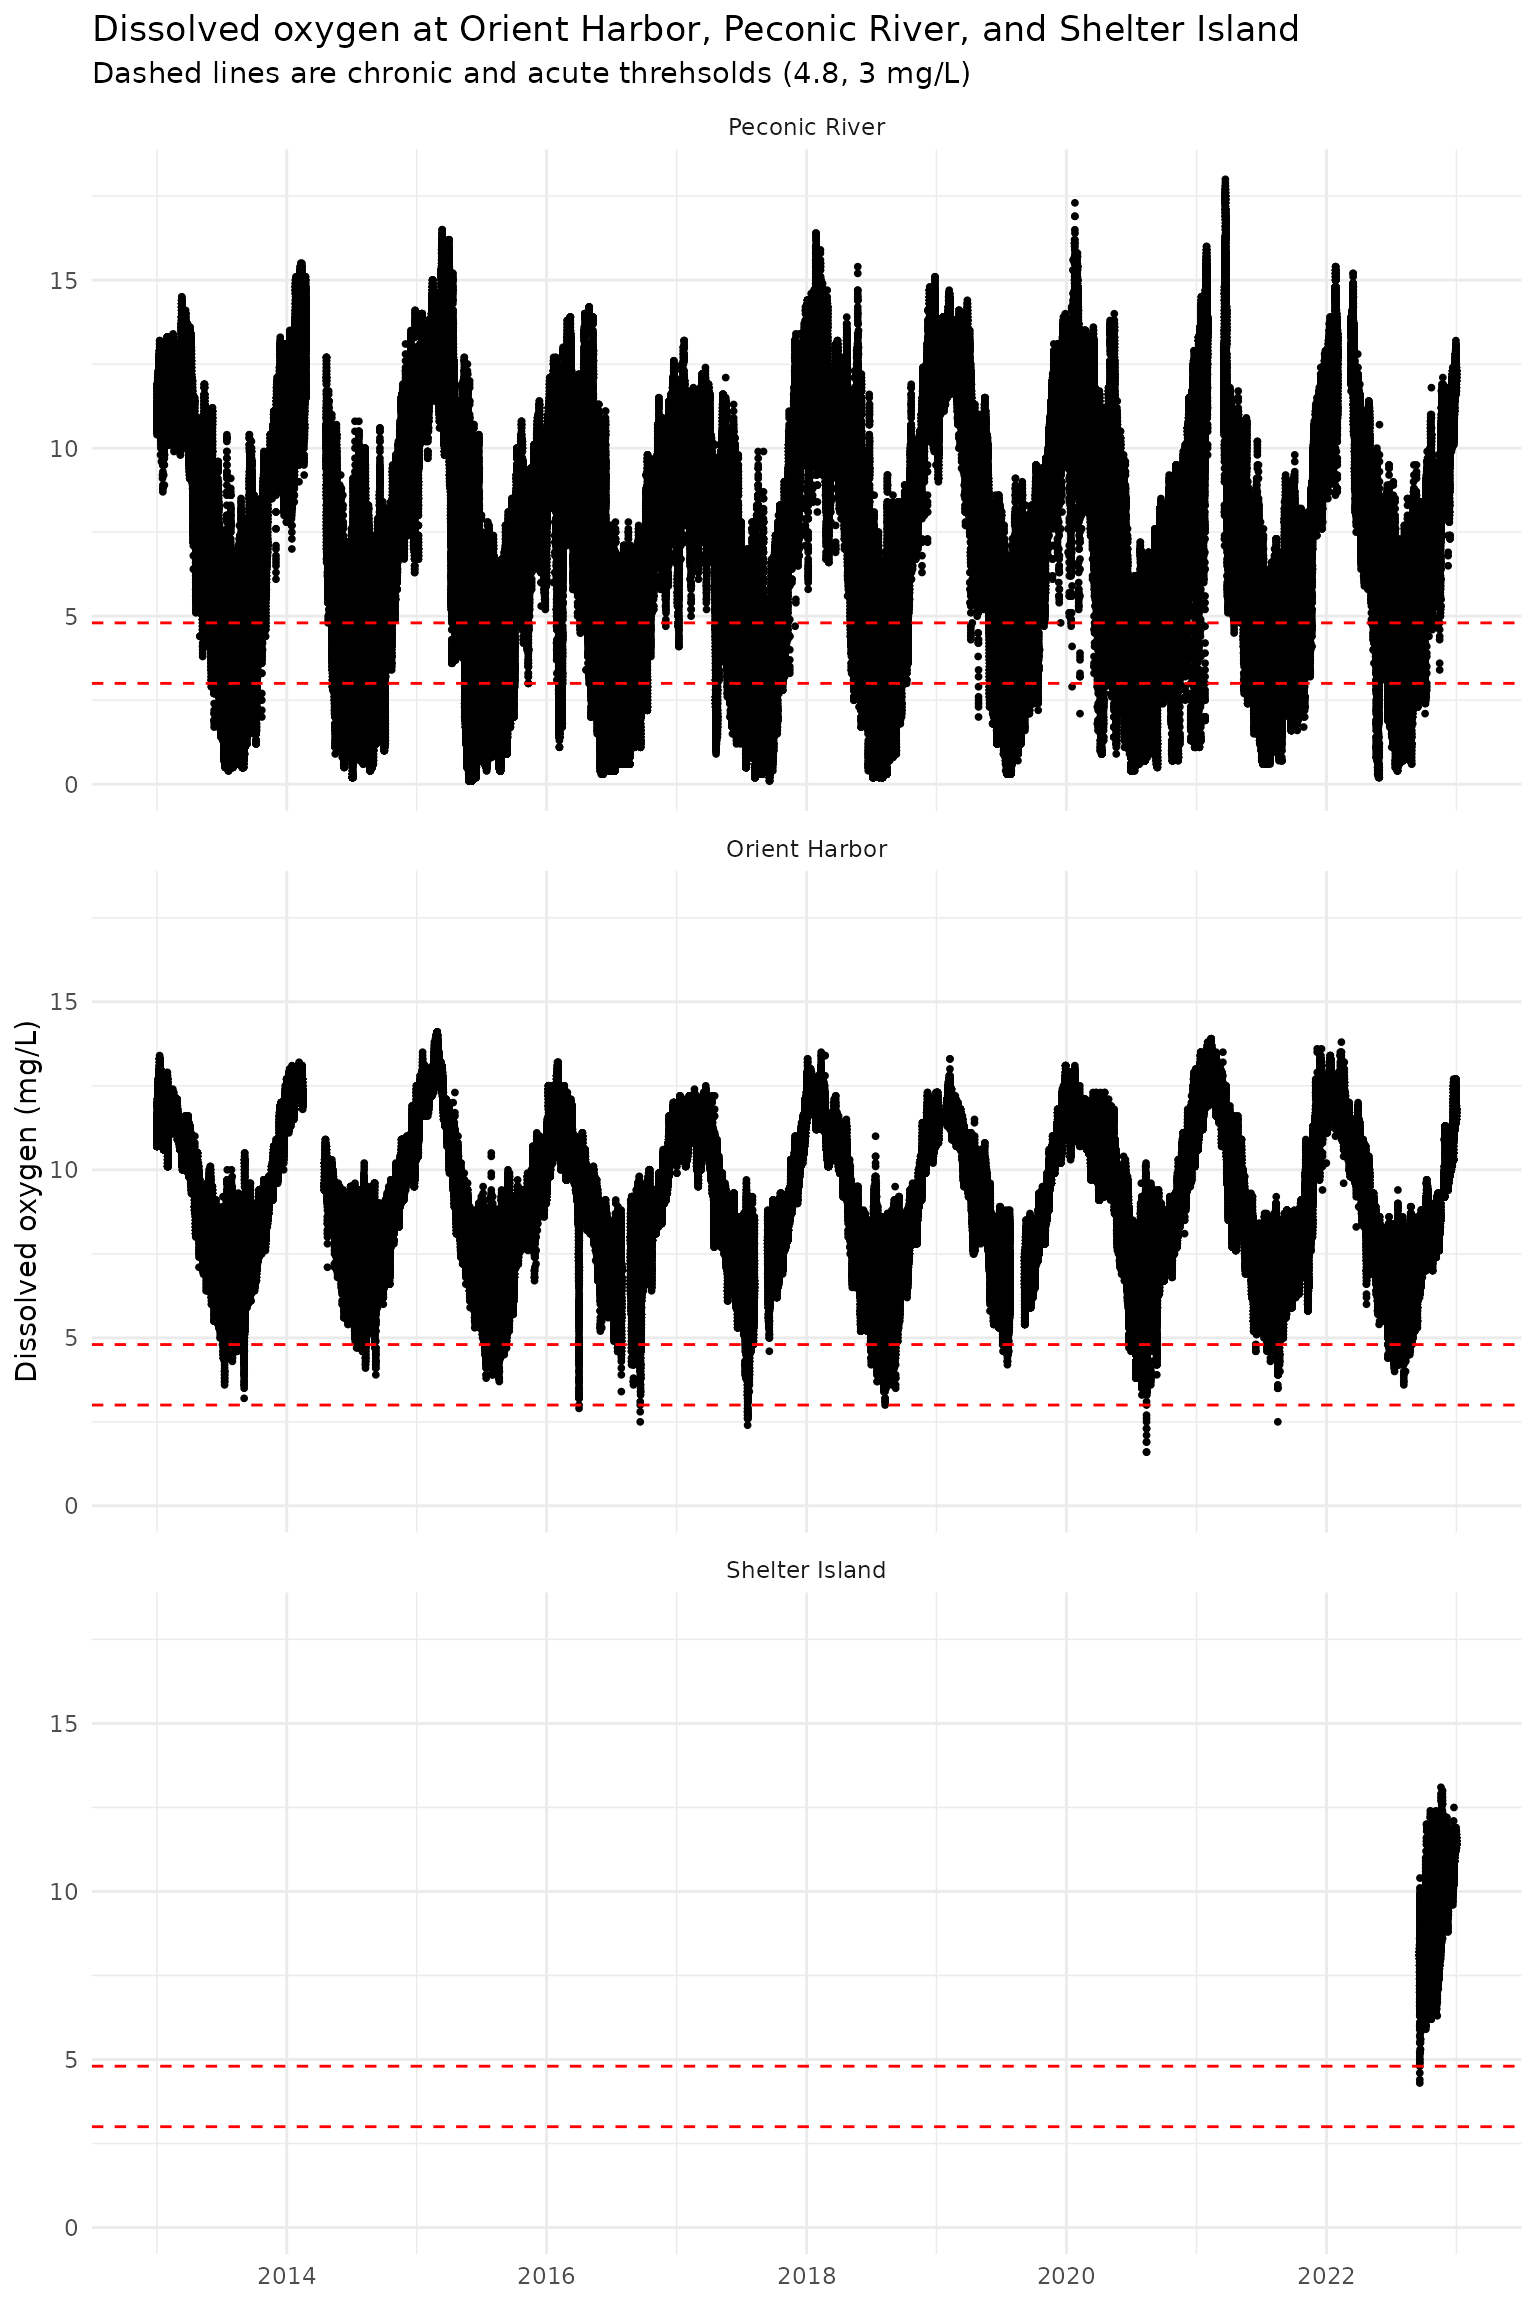 Dissolved oxygen at Orient Harbor, Peconic River, and Shelter Island
Dashed lines are chronic and acute threhsolds (4.8, 3 mg/L)
Peconic River
15
10
5
0
Orient Harbor
15
10
5
0
Dissolved oxygen (mg/L)
Shelter Island
15
10
5
0
2014
2016
2018
2020
2022